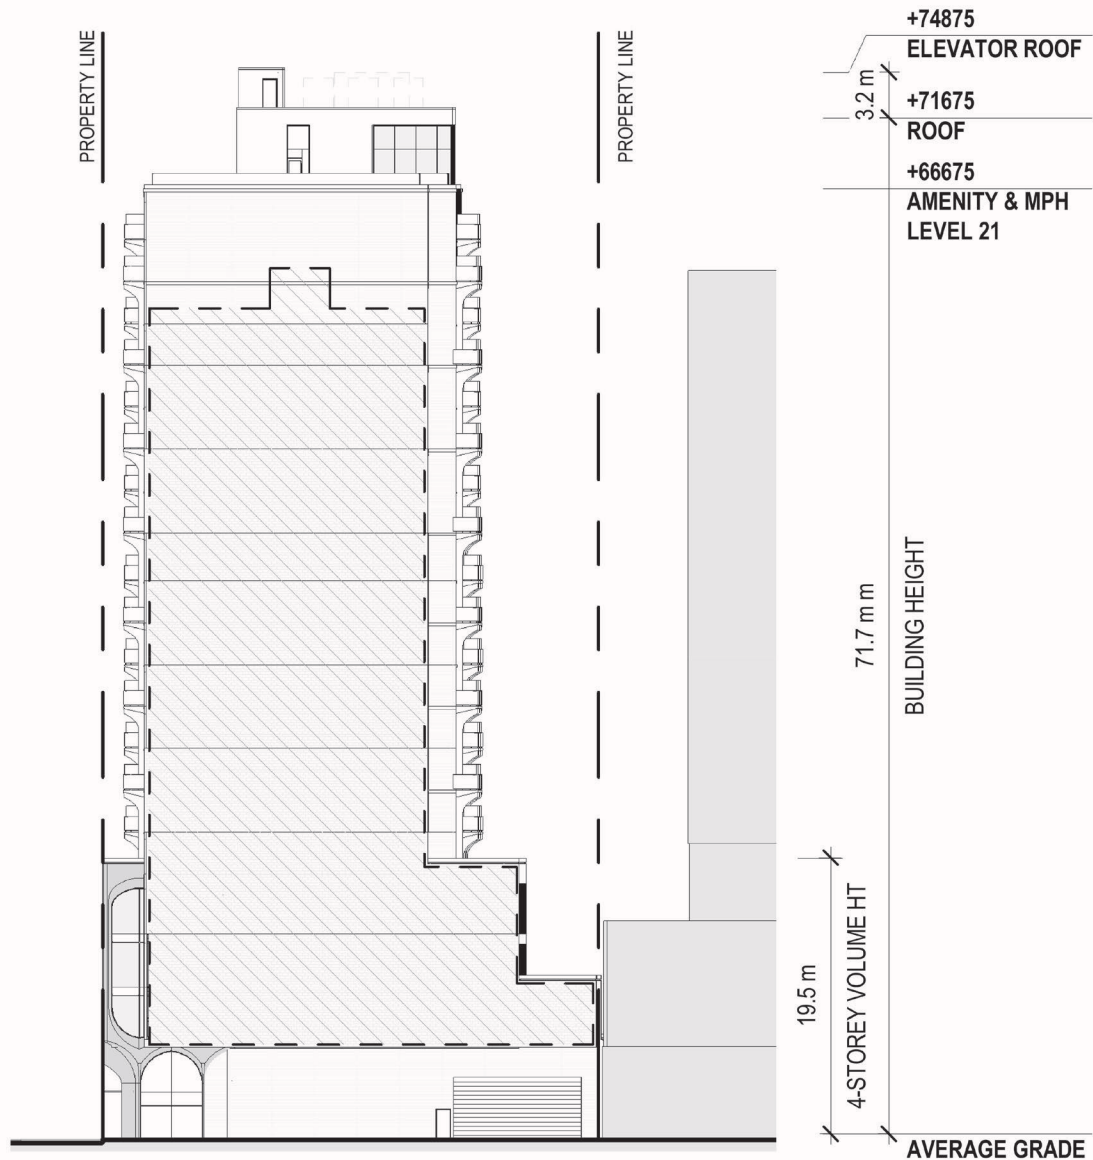 PROPERTY LINE
PROPERTY LINE
+74875
ELEVATOR ROOF
3.2 m
+71675
ROOF
+66675
AMENITY & MPH
LEVEL 21
71.7 m m
BUILDING HEIGHT
19.5 m
4-STOREY VOLUME HT
AVERAGE GRADE